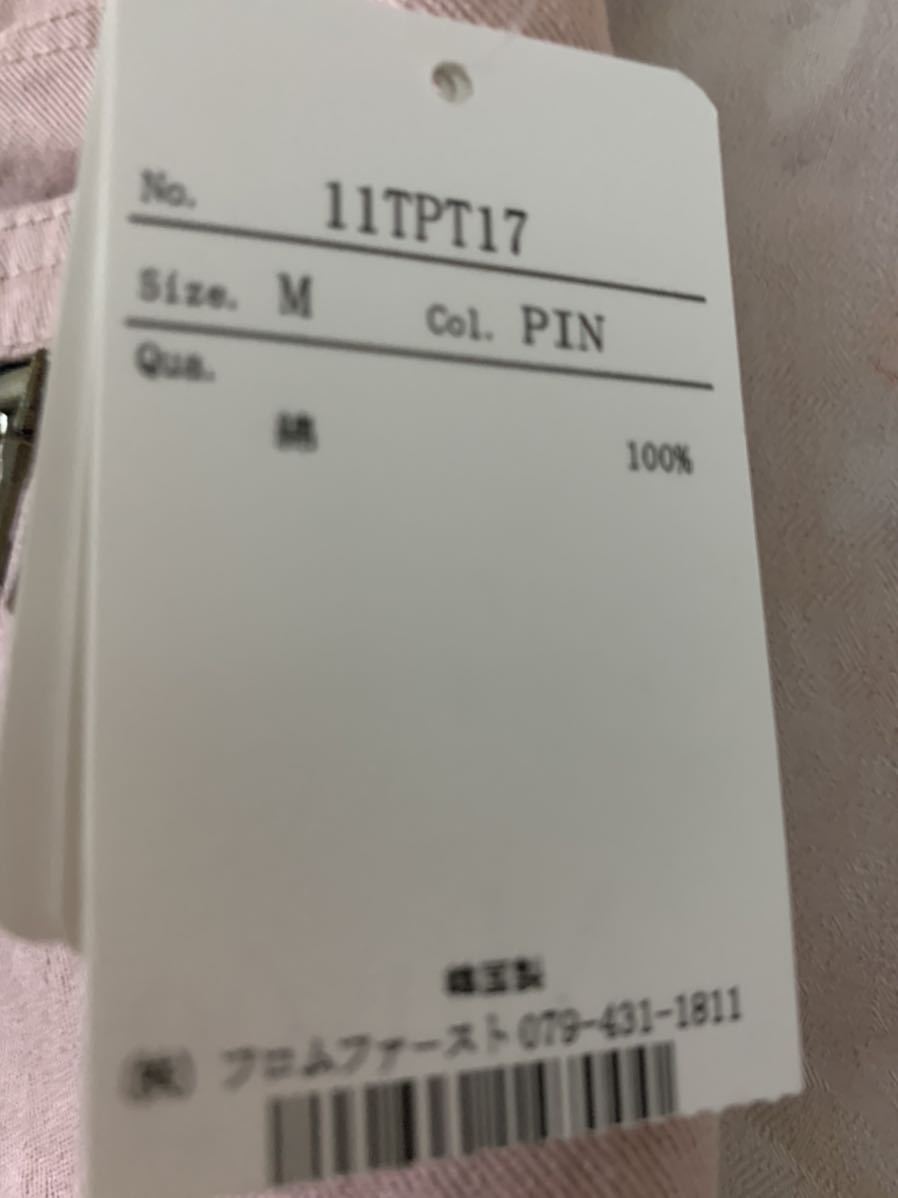 No. 11TPT17
Size. M Col. PIN
Qua.
綿 100%
韓国製
(株) フロムファースト 079-431-1811